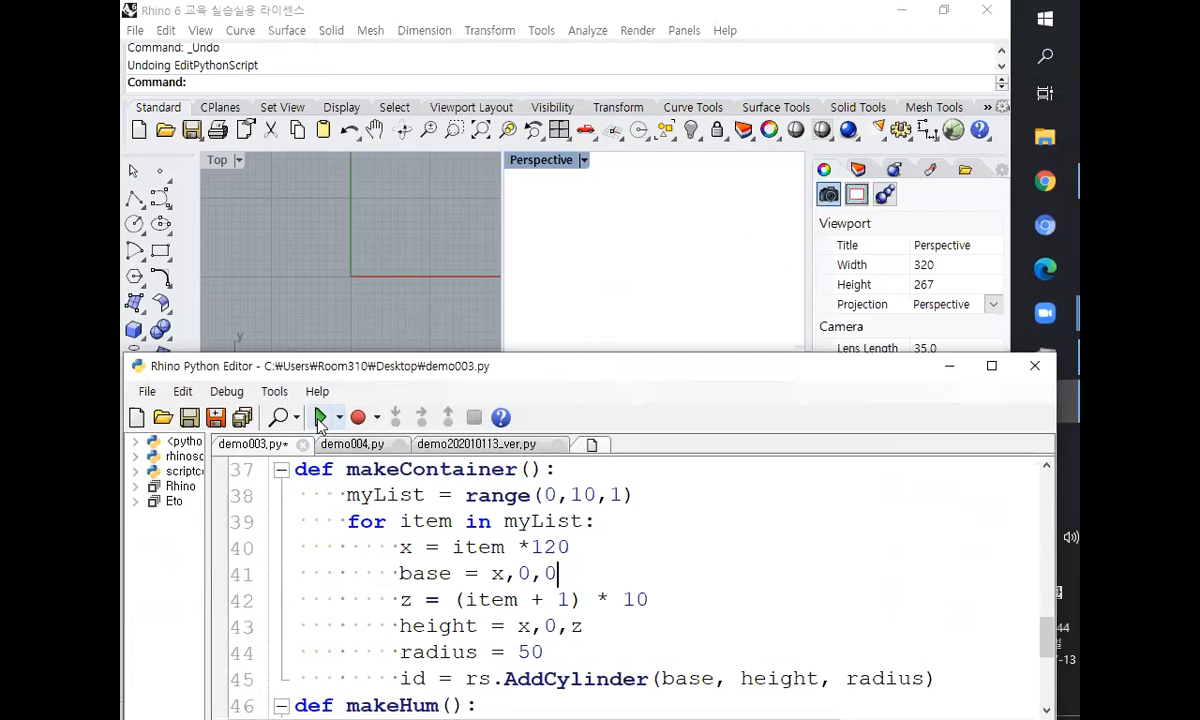 Rhino 6 교육 실습실용 라이센스
File Edit View Curve Surface Solid Mesh Dimension Transform Tools Analyze Render Panels Help
Command: _Undo
Undoing EditPythonScript
Command:
Standard CPlanes Set View Display Select Viewport Layout Visibility Transform Curve Tools Surface Tools Solid Tools Mesh Tools »
Top
Perspective
y
Viewport
Title Perspective
Width 320
Height 267
Projection Perspective
Camera
Lens Length 35.0
Rhino Python Editor - C:\Users₩Room310₩Desktop₩demo003.py
File Edit Debug Tools Help
<pytho
rhinosc
scriptco
Rhino
Eto
demo003.py* demo004.py demo202010113_ver.py
37 def makeContainer():
38 myList = range(0,10,1)
39 for item in myList:
40 x = item *120
41 base = x,0,0
42 z = (item + 1) * 10
43 height = x,0,z
44 radius = 50
45 id = rs.AddCylinder(base, height, radius)
46 def makeHum():
44
-13